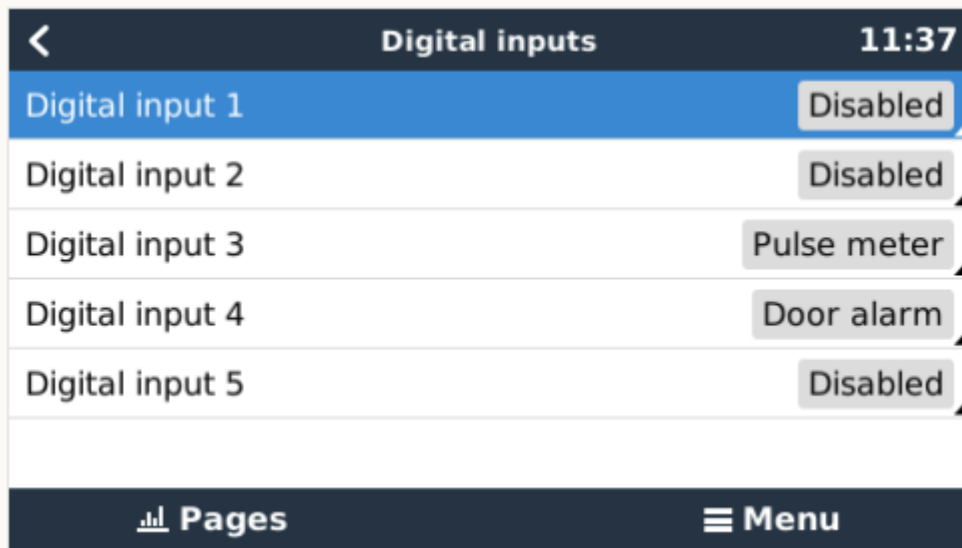 Digital inputs 11:37
Digital input 1 Disabled
Digital input 2 Disabled
Digital input 3 Pulse meter
Digital input 4 Door alarm
Digital input 5 Disabled
Pages Menu